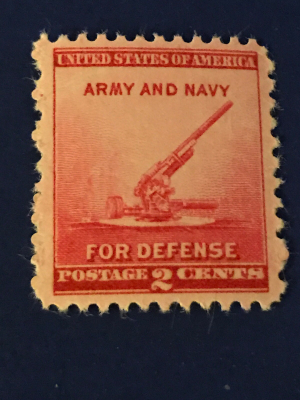 UNITED STATES OF AMERICA
ARMY AND NAVY
FOR DEFENSE
POSTAGE 2 CENTS